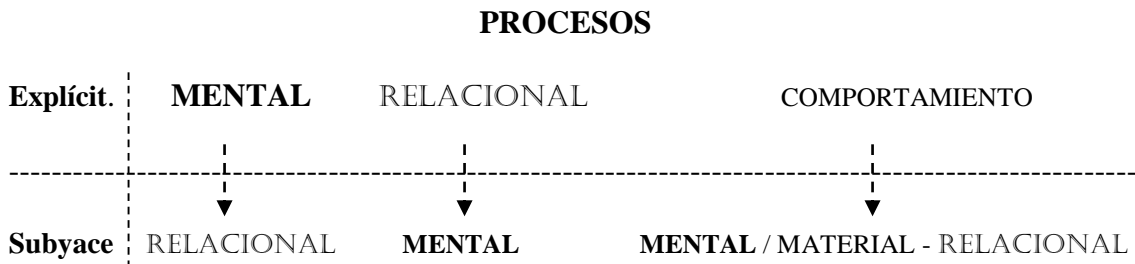 PROCESOS
Explícit. MENTAL RELACIONAL COMPORTAMIENTO
Subyace RELACIONAL MENTAL MENTAL / MATERIAL - RELACIONAL